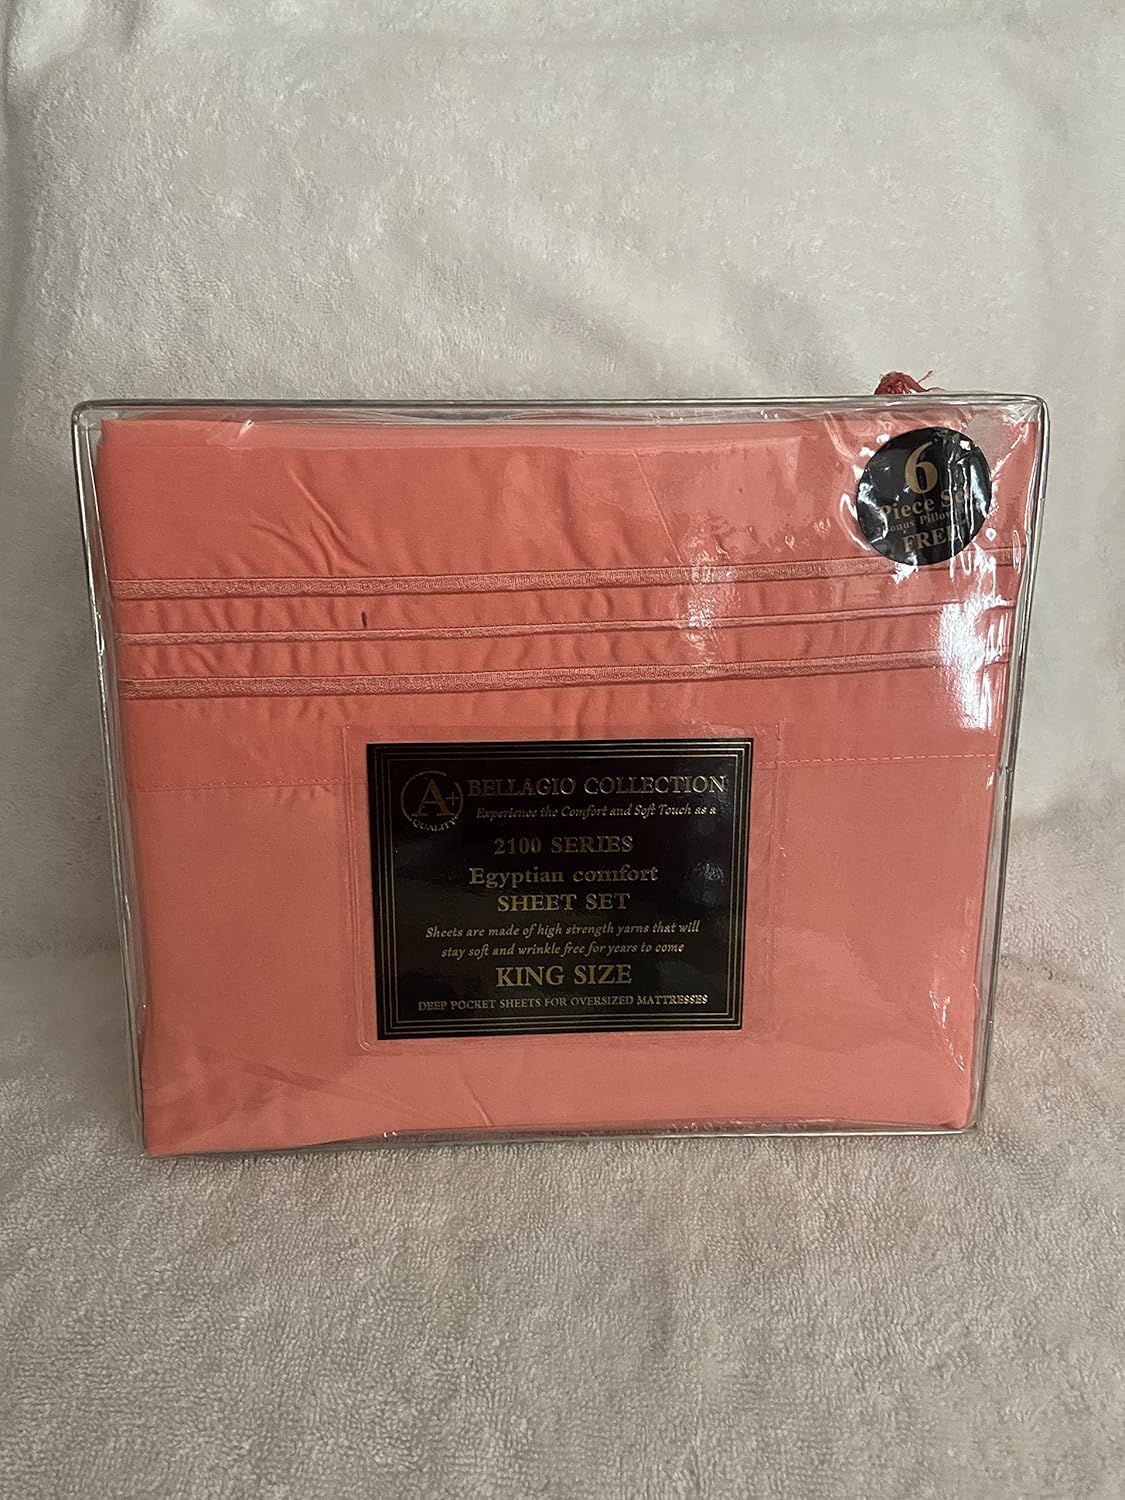 6
Piece Set
Bonus Pillow
FREE
A+
QUALITY
BELLAGIO COLLECTION
Experience the Comfort and Soft Touch as a
2100 SERIES
Egyptian comfort
SHEET SET
Sheets are made of high strength yarns that will
stay soft and wrinkle free for years to come
KING SIZE
DEEP POCKET SHEETS FOR OVERSIZED MATTRESSES